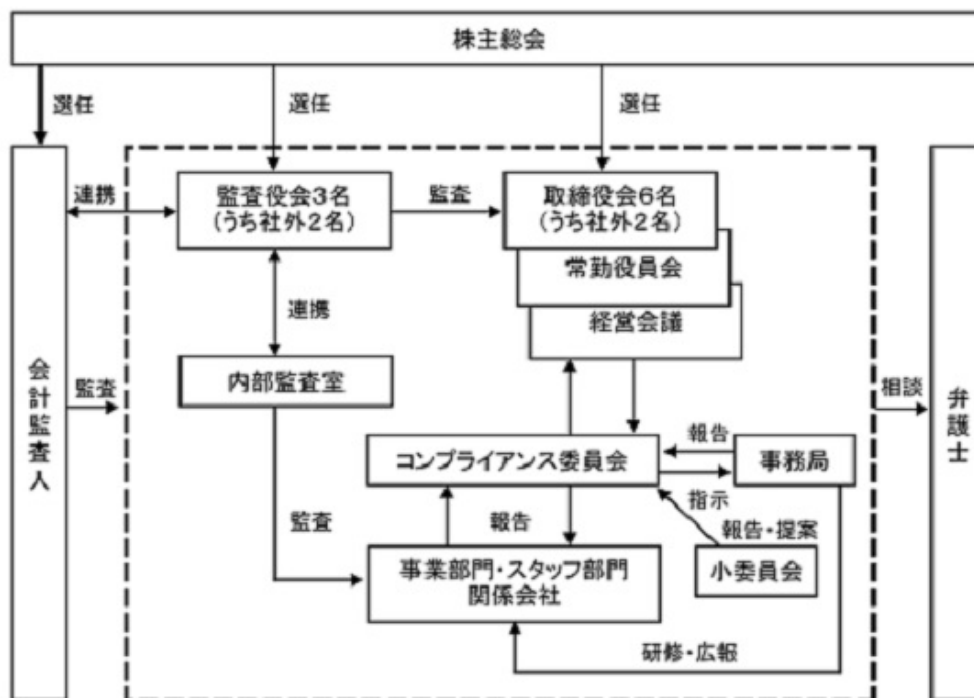 株主総会
選任
選任
選任
監査役会3名
(うち社外2名)
取締役会6名
(うち社外2名)
連携
監査
常勤役員会
経営会議
連携
会計監査人
監査
内部監査室
相談
弁護士
コンプライアンス委員会
報告
事務局
指示
監査
報告
報告・提案
事業部門・スタッフ部門
関係会社
小委員会
研修・広報